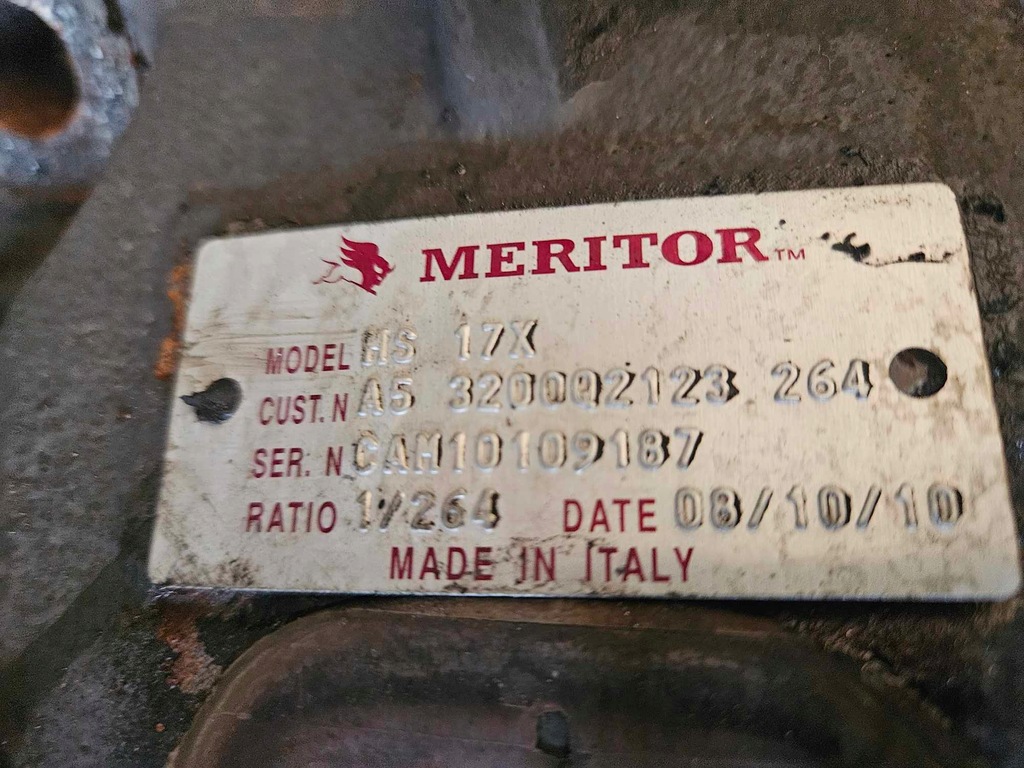 MERITOR™
MODEL HS 17X
CUST. N A5 3200Q2123 264
SER. N CAM10109187
RATIO 1/264 DATE 08/10/10
MADE IN ITALY